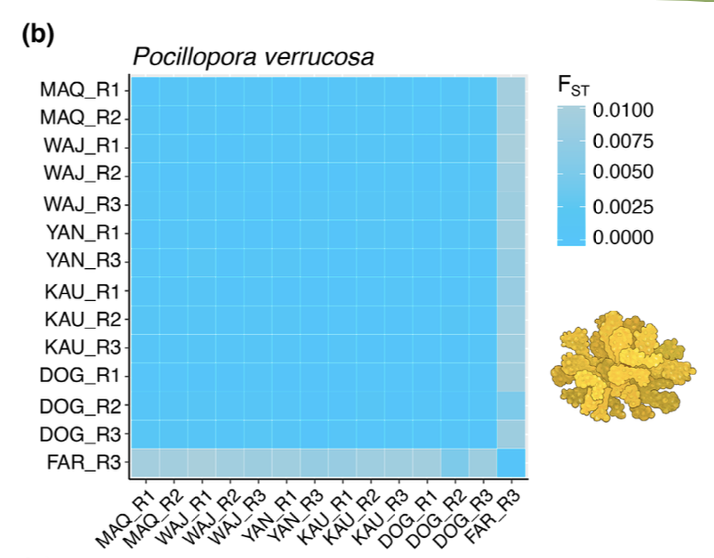 (b)
Pocillopora verrucosa
MAQ_R1
MAQ_R2
WAJ_R1
WAJ_R2
WAJ_R3
YAN_R1
YAN_R3
KAU_R1
KAU_R2
KAU_R3
DOG_R1
DOG_R2
DOG_R3
FAR_R3
MAQ_R1
MAQ_R2
WAJ_R1
WAJ_R2
WAJ_R3
YAN_R1
YAN_R3
KAU_R1
KAU_R2
KAU_R3
DOG_R1
DOG_R2
DOG_R3
FAR_R3
FST
0.0100
0.0075
0.0050
0.0025
0.0000